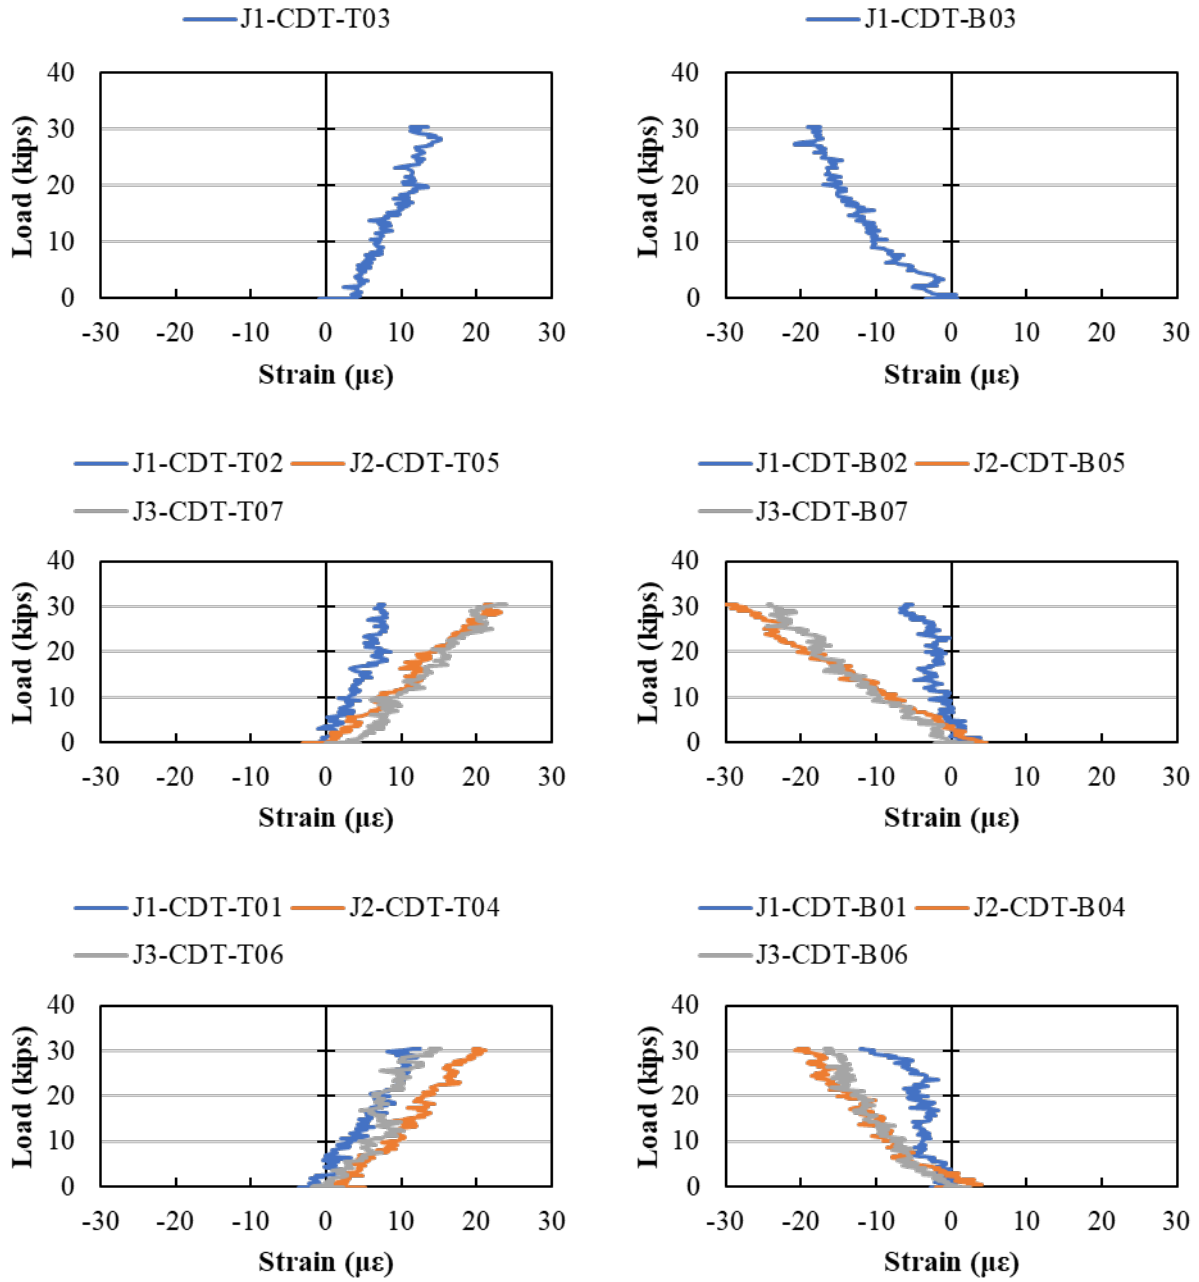 J1-CDT-T03
40
30
20
10
0
Load (kips)
-30 -20 -10 0 10 20 30
Strain (με)
J1-CDT-B03
40
30
20
10
0
Load (kips)
-30 -20 -10 0 10 20 30
Strain (με)
J1-CDT-T02 J2-CDT-T05
J3-CDT-T07
40
30
20
10
0
Load (kips)
-30 -20 -10 0 10 20 30
Strain (με)
J1-CDT-B02 J2-CDT-B05
J3-CDT-B07
40
30
20
10
0
Load (kips)
-30 -20 -10 0 10 20 30
Strain (με)
J1-CDT-T01 J2-CDT-T04
J3-CDT-T06
40
30
20
10
0
Load (kips)
-30 -20 -10 0 10 20 30
Strain (με)
J1-CDT-B01 J2-CDT-B04
J3-CDT-B06
40
30
20
10
0
Load (kips)
-30 -20 -10 0 10 20 30
Strain (με)